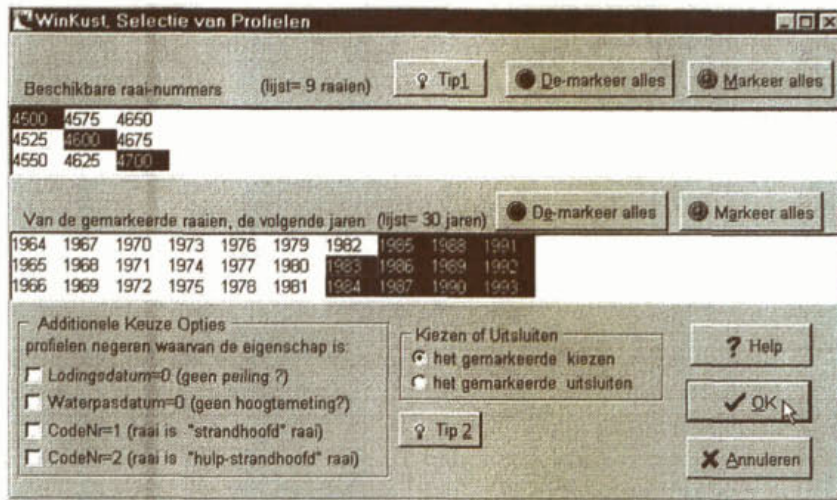 WinKust, Selectie van Profielen
Beschikbare raai-nummers (lijst= 9 raaien) Tip1 De-markeer alles Markeer alles
4500 4575 4650
4525 4600 4675
4550 4625 4700
Van de gemarkeerde raaien, de volgende jaren (lijst= 30 jaren) De-markeer alles Markeer alles
1964 1967 1970 1973 1976 1979 1982 1985 1988 1991
1965 1968 1971 1974 1977 1980 1983 1986 1989 1992
1966 1969 1972 1975 1978 1981 1984 1987 1990 1993
Additionele Keuze Opties
profielen negeren waarvan de eigenschap is:
Lodingsdatum=0 (geen peiling ?)
Waterpasdatum=0 (geen hoogtemeting?)
CodeNr=1 (raai is "strandhoofd" raai)
CodeNr=2 (raai is "hulp-strandhoofd" raai)
Kiezen of Uitsluiten
het gemarkeerde kiezen
het gemarkeerde uitsluiten
Tip 2
? Help
OK
Annuleren